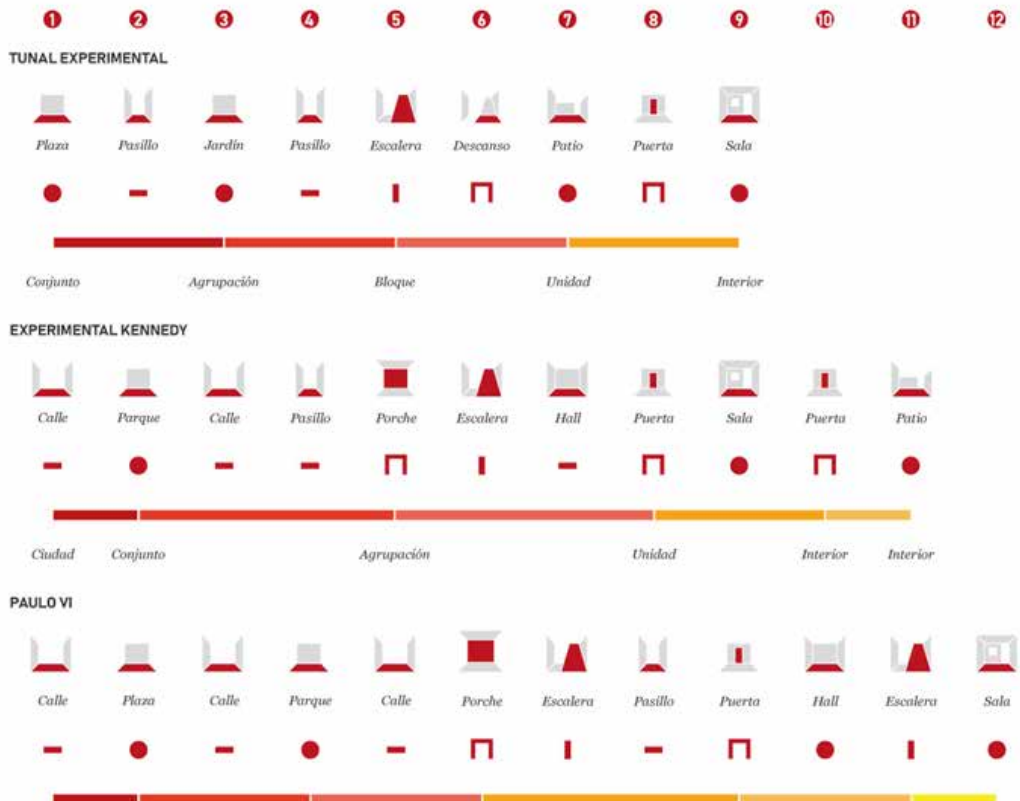 1 2 3 4 5 6 7 8 9 10 11 12
TUNAL EXPERIMENTAL
Plaza Pasillo Jardín Pasillo Escalera Descanso Patio Puerta Sala
Conjunto Agrupación Bloque Unidad Interior
EXPERIMENTAL KENNEDY
Calle Parque Calle Pasillo Porche Escalera Hall Puerta Sala Puerta Patio
Ciudad Conjunto Agrupación Unidad Interior Interior
PAULO VI
Calle Plaza Calle Parque Calle Porche Escalera Pasillo Puerta Hall Escalera Sala